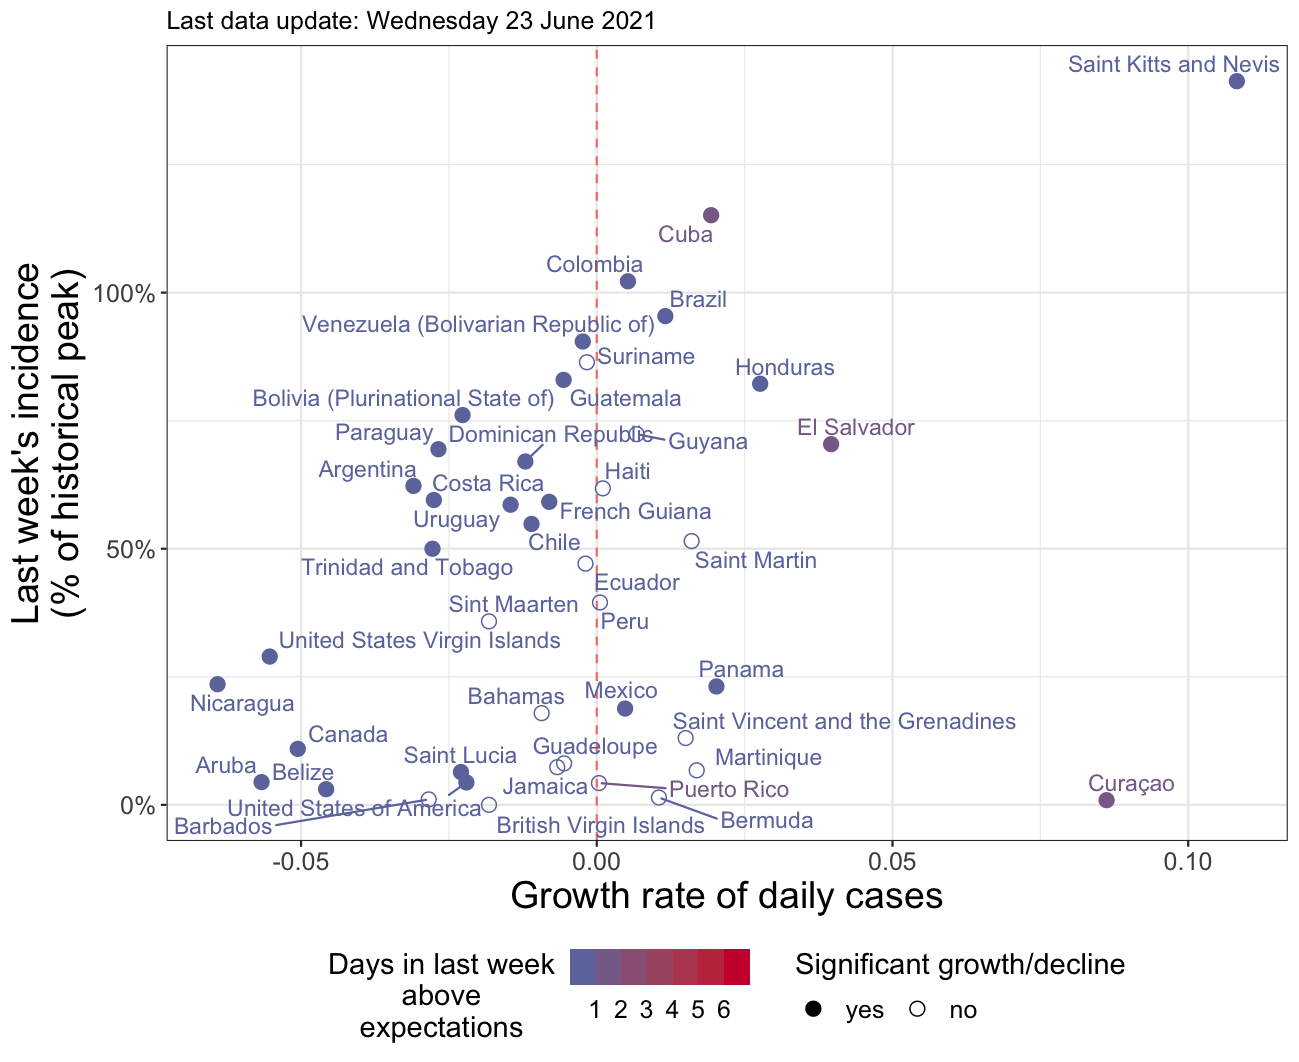 Last data update: Wednesday 23 June 2021
Saint Kitts and Nevis
Cuba
Colombia
100%
Brazil
Venezuela (Bolivarian Republic of)
Suriname
Honduras
Bolivia (Plurinational State of)
Guatemala
El Salvador
Paraguay
Dominican Republic
Guyana
Argentina
Haiti
Costa Rica
French Guiana
Uruguay
Chile
50%
Saint Martin
Trinidad and Tobago
Ecuador
Sint Maarten
Peru
United States Virgin Islands
Panama
Mexico
Bahamas
Nicaragua
Saint Vincent and the Grenadines
Canada
Guadeloupe
Saint Lucia
Martinique
Aruba
Belize
Jamaica
Puerto Rico
Curaçao
0%
United States of America
Barbados
British Virgin Islands
Bermuda
Last week's incidence
(% of historical peak)
-0.05
0.00
0.05
0.10
Growth rate of daily cases
Days in last week
above
expectations
1 2 3 4 5 6
Significant growth/decline
yes
no